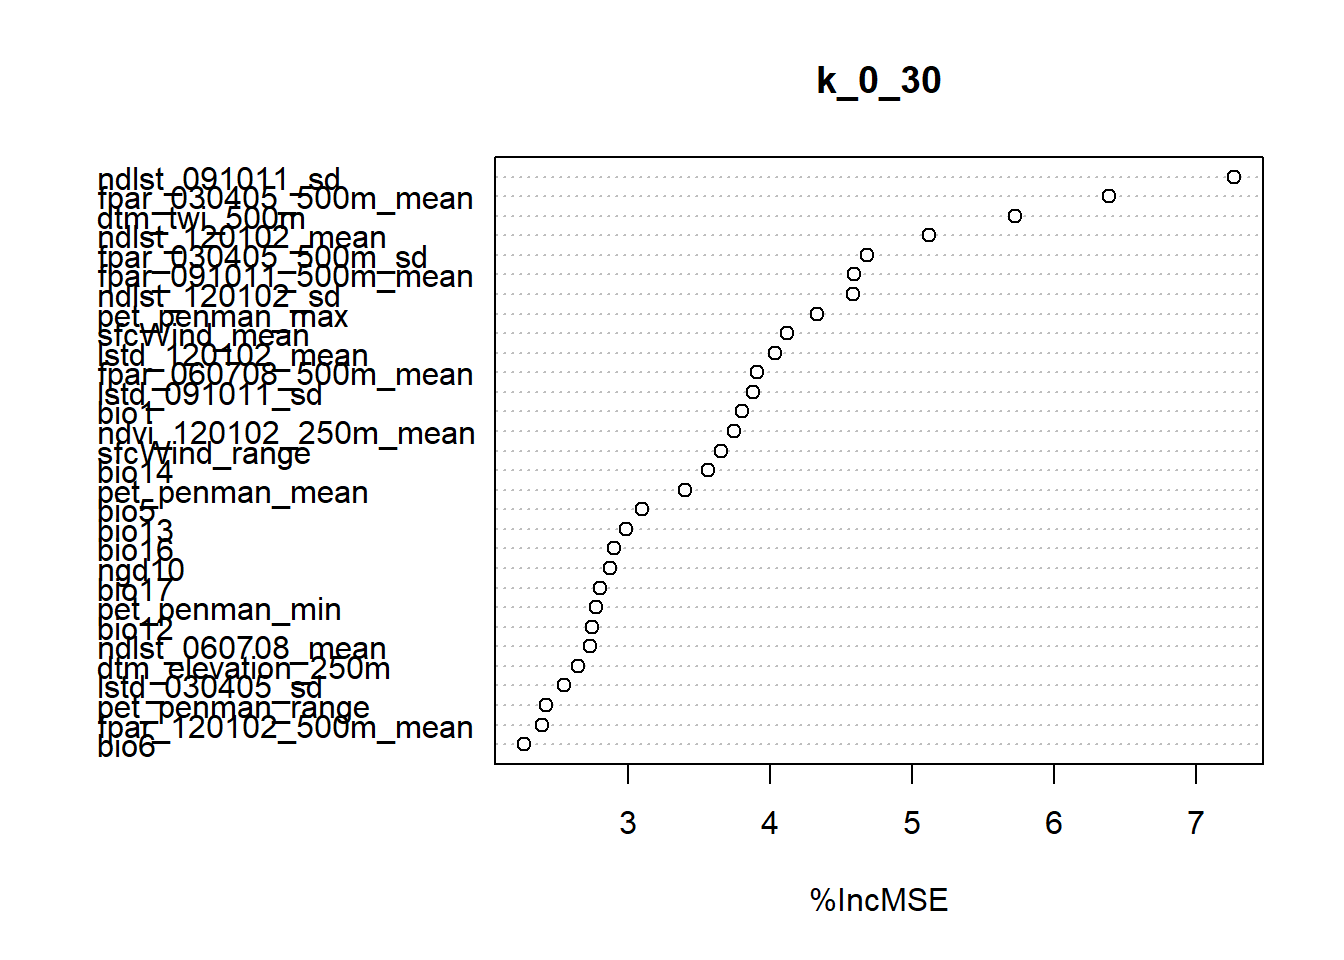 k_0_30
ndlst_091011_sd
fpar_030405_500m_mean
dtm_twi_500m
ndlst_120102_mean
fpar_030405_500m_sd
fpar_091011_500m_mean
ndlst_120102_sd
pet_penman_max
sfcWind_mean
lstd_120102_mean
fpar_060708_500m_mean
lstd_091011_sd
bio1
ndvi_120102_250m_mean
sfcWind_range
bio14
pet_penman_mean
bio5
bio13
bio16
ngd10
bio17
pet_penman_min
bio12
ndlst_060708_mean
dtm_elevation_250m
lstd_030405_sd
pet_penman_range
fpar_120102_500m_mean
bio6
3 4 5 6 7
%IncMSE